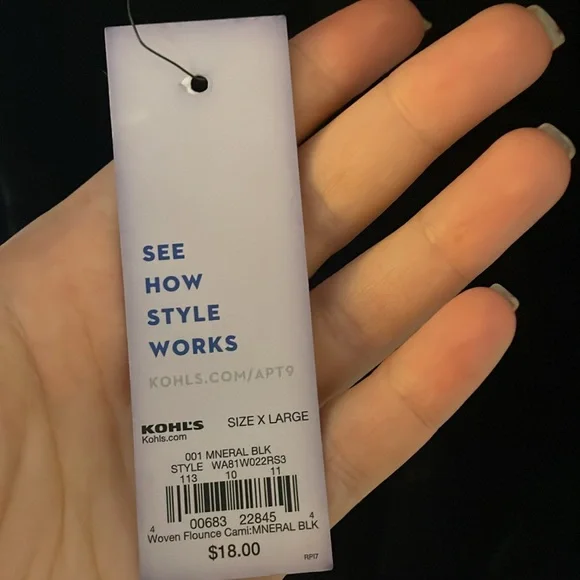 SEE
HOW
STYLE
WORKS
KOHLS.COM/APT9
KOHL'S SIZE X LARGE
Kohls.com
001 MNERAL BLK
STYLE WA81W022RS3
113 10 11
4 00683 22845 4
Woven Flounce Cami:MNERAL BLK
$18.00
RP17